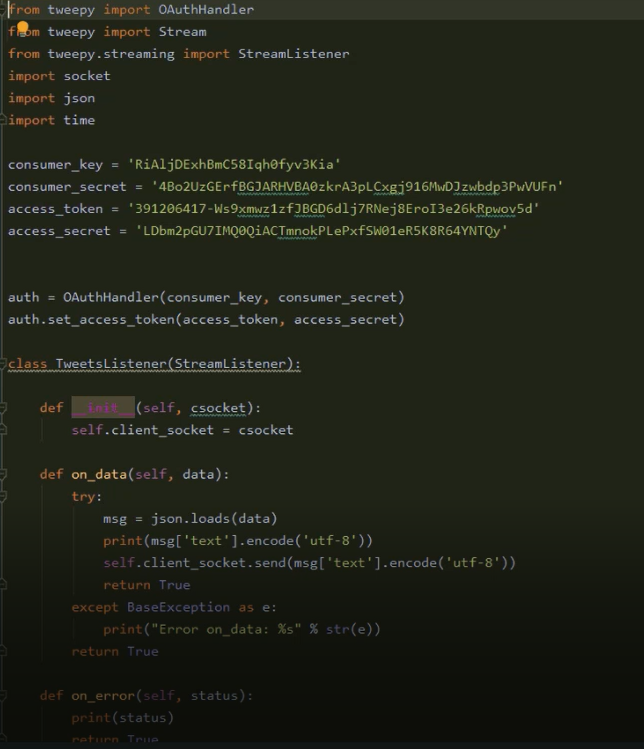 from tweepy import OAuthHandler
from tweepy import Stream
from tweepy.streaming import StreamListener
import socket
import json
import time
consumer_key = 'RiAljDExhBmC58Iqh0fyv3Kia'
consumer_secret = '4Bo2UzGErfBGJARHVBA0zkrA3pLCxgj916MwDJzwbdp3PwVUFn'
access_token = '391206417-Ws9xmwz1zfJBGD6dlj7RNej8EroI3e26kRpwov5d'
access_secret = 'LDbm2pGU7IMQ0QiACTmnokPLePxfSW01eR5K8R64YNTQy'
auth = OAuthHandler(consumer_key, consumer_secret)
auth.set_access_token(access_token, access_secret)
class TweetsListener(StreamListener):
    def __init__(self, csocket):
        self.client_socket = csocket
    def on_data(self, data):
        try:
            msg = json.loads(data)
            print(msg['text'].encode('utf-8'))
            self.client_socket.send(msg['text'].encode('utf-8'))
            return True
        except BaseException as e:
            print("Error on_data: %s" % str(e))
        return True
    def on_error(self, status):
        print(status)
        return True